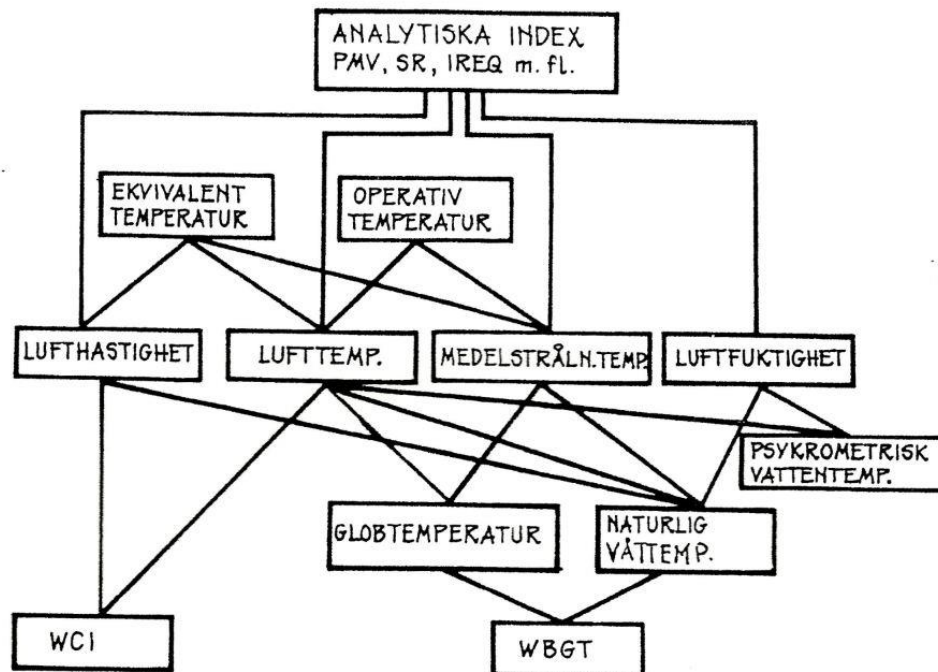 ANALYTISKA INDEX
PMV, SR, IREQ m. fl.
EKVIVALENT
TEMPERATUR
OPERATIV
TEMPERATUR
LUFTHASTIGHET
LUFTTEMP.
MEDELSTRÅLN.TEMP.
LUFTFUKTIGHET
PSYKROMETRISK
VATTENTEMP.
GLOBTEMPERATUR
NATURLIG
VÅTTEMP.
WCI
WBGT